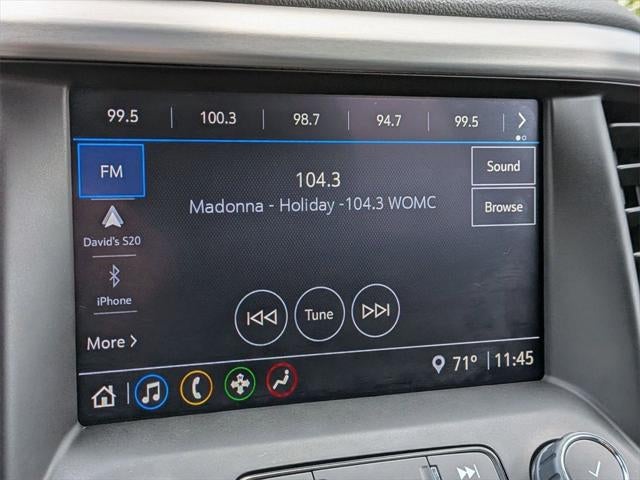 99.5 100.3 98.7 94.7 99.5
FM
104.3
Madonna - Holiday -104.3 WOMC
Sound
Browse
David's S20
iPhone
Tune
More
71° 11:45